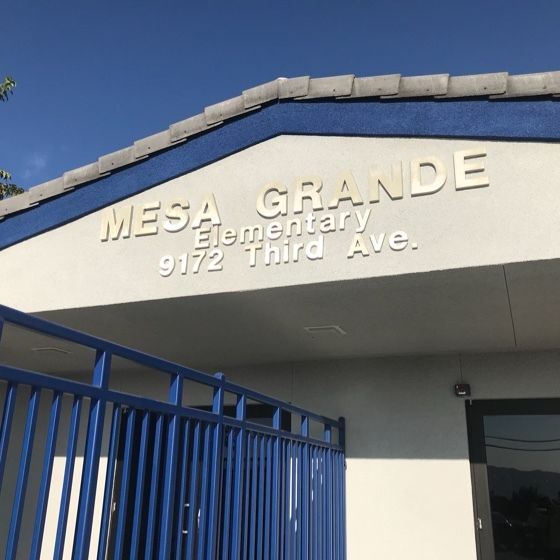 MESA GRANDE
Elementary
9172 Third Ave.